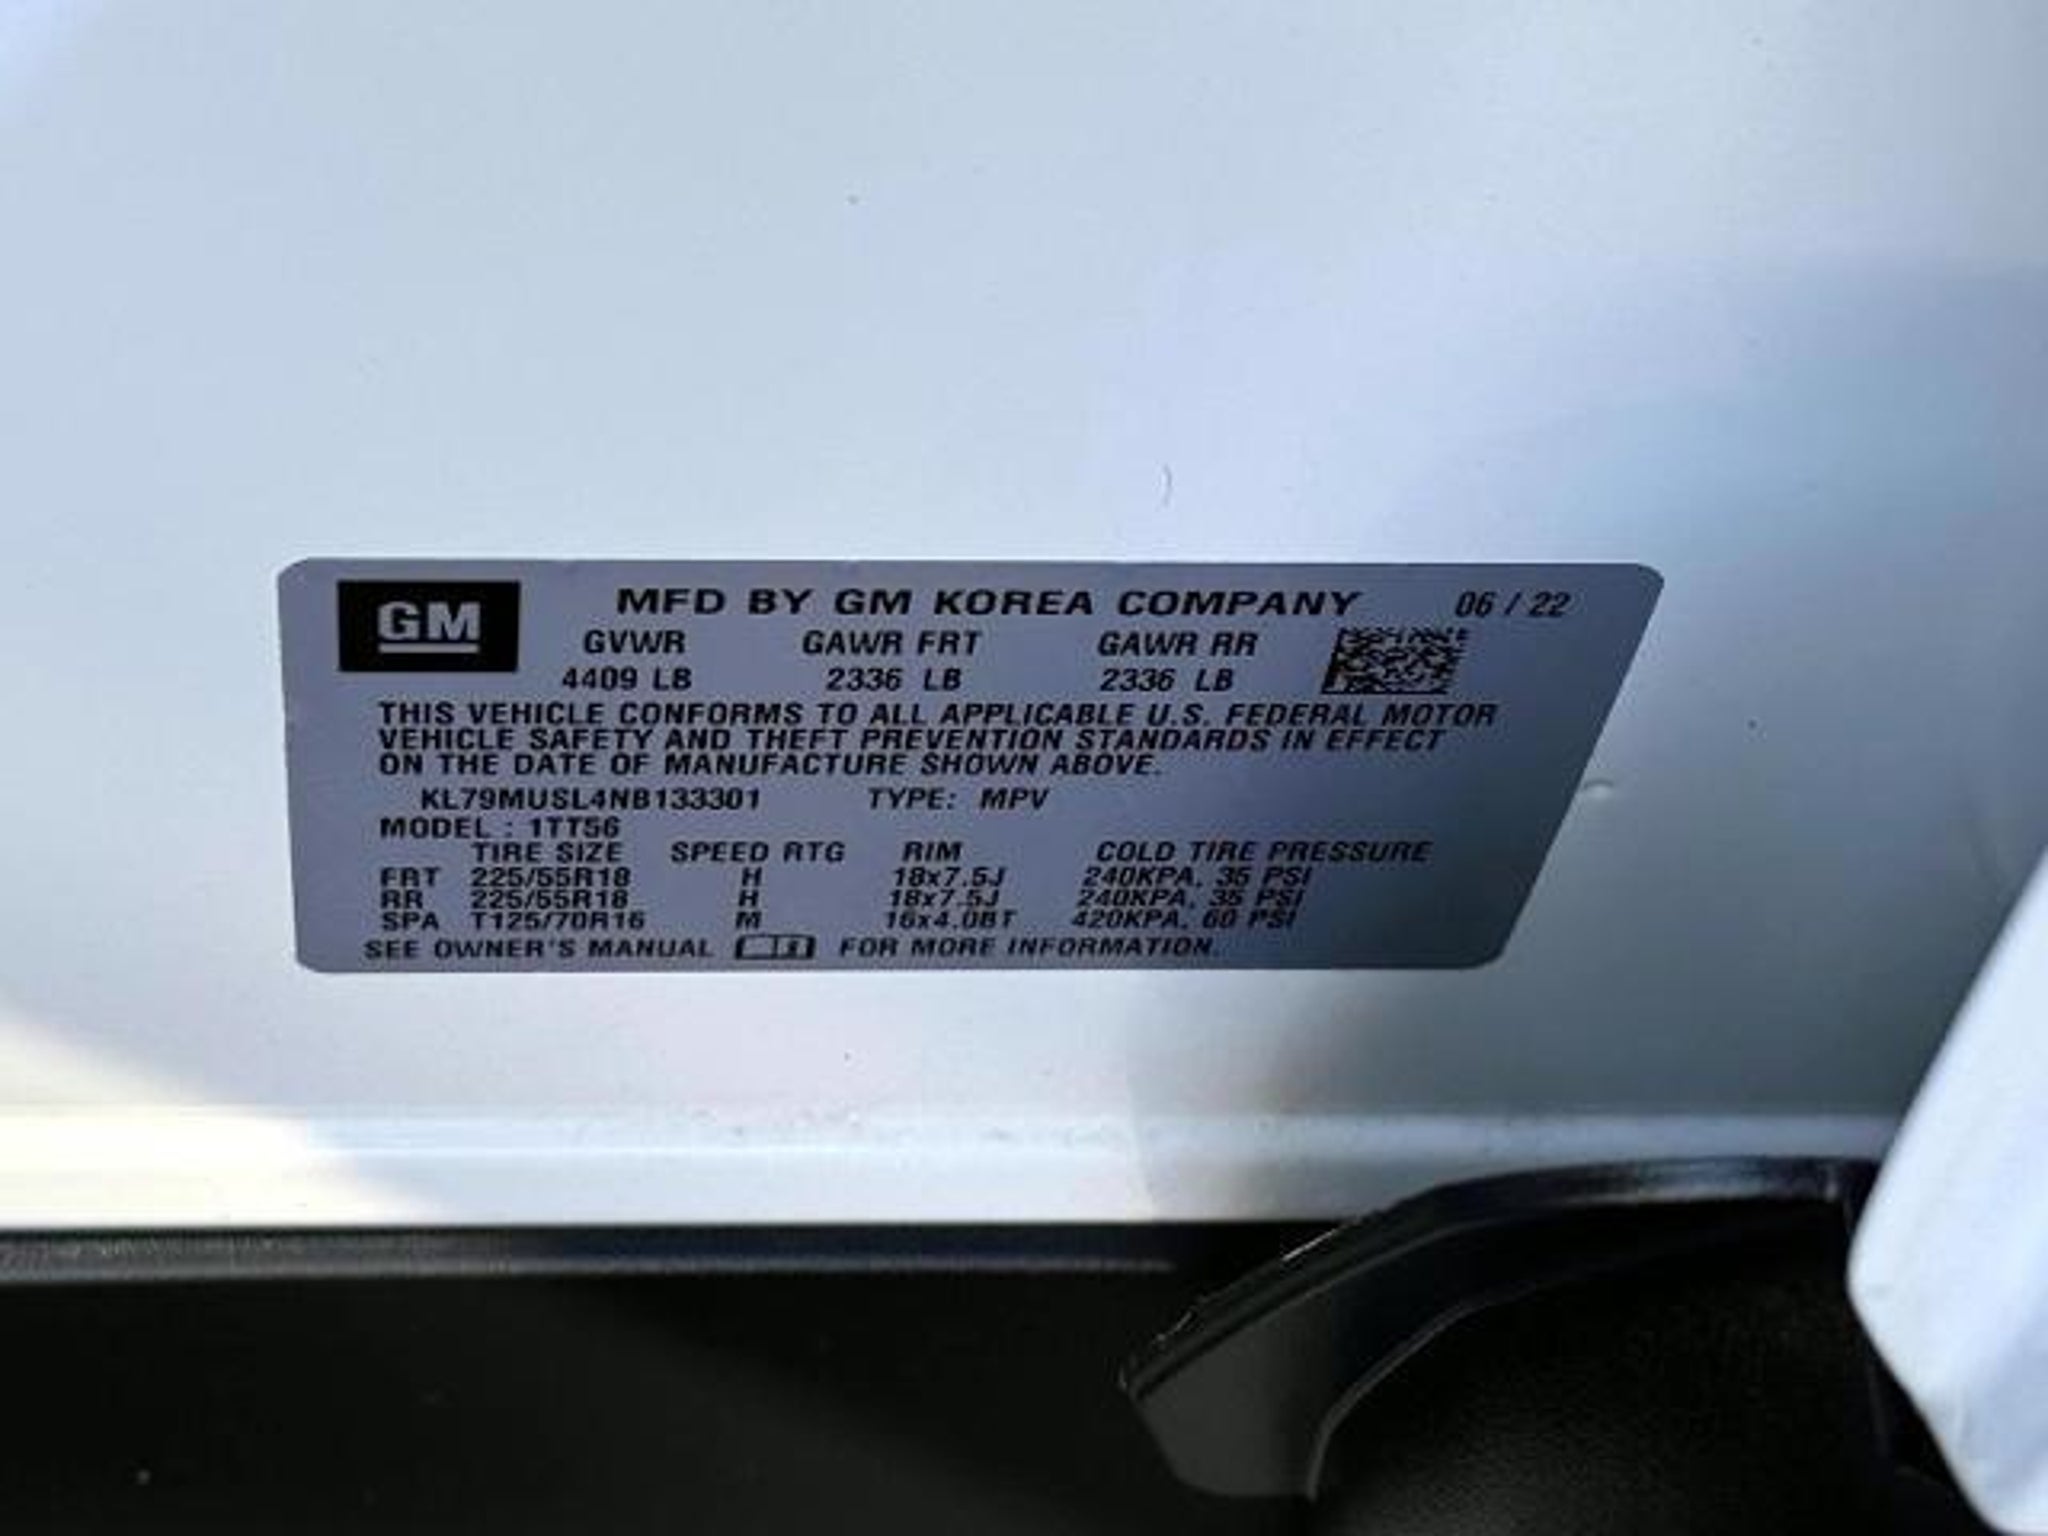 GM
MFD BY GM KOREA COMPANY 06 / 22
GVWR GAWR FRT GAWR RR
4409 LB 2336 LB 2336 LB
THIS VEHICLE CONFORMS TO ALL APPLICABLE U.S. FEDERAL MOTOR
VEHICLE SAFETY AND THEFT PREVENTION STANDARDS IN EFFECT
ON THE DATE OF MANUFACTURE SHOWN ABOVE.
KL79MUSL4NB133301 TYPE: MPV
MODEL : 1TT56
TIRE SIZE SPEED RTG RIM COLD TIRE PRESSURE
FRT 225/55R18 H 18x7.5J 240KPA, 35 PSI
RR 225/55R18 H 18x7.5J 240KPA, 35 PSI
SPA T125/70R16 M 16x4.0BT 420KPA, 60 PSI
SEE OWNER'S MANUAL FOR MORE INFORMATION.